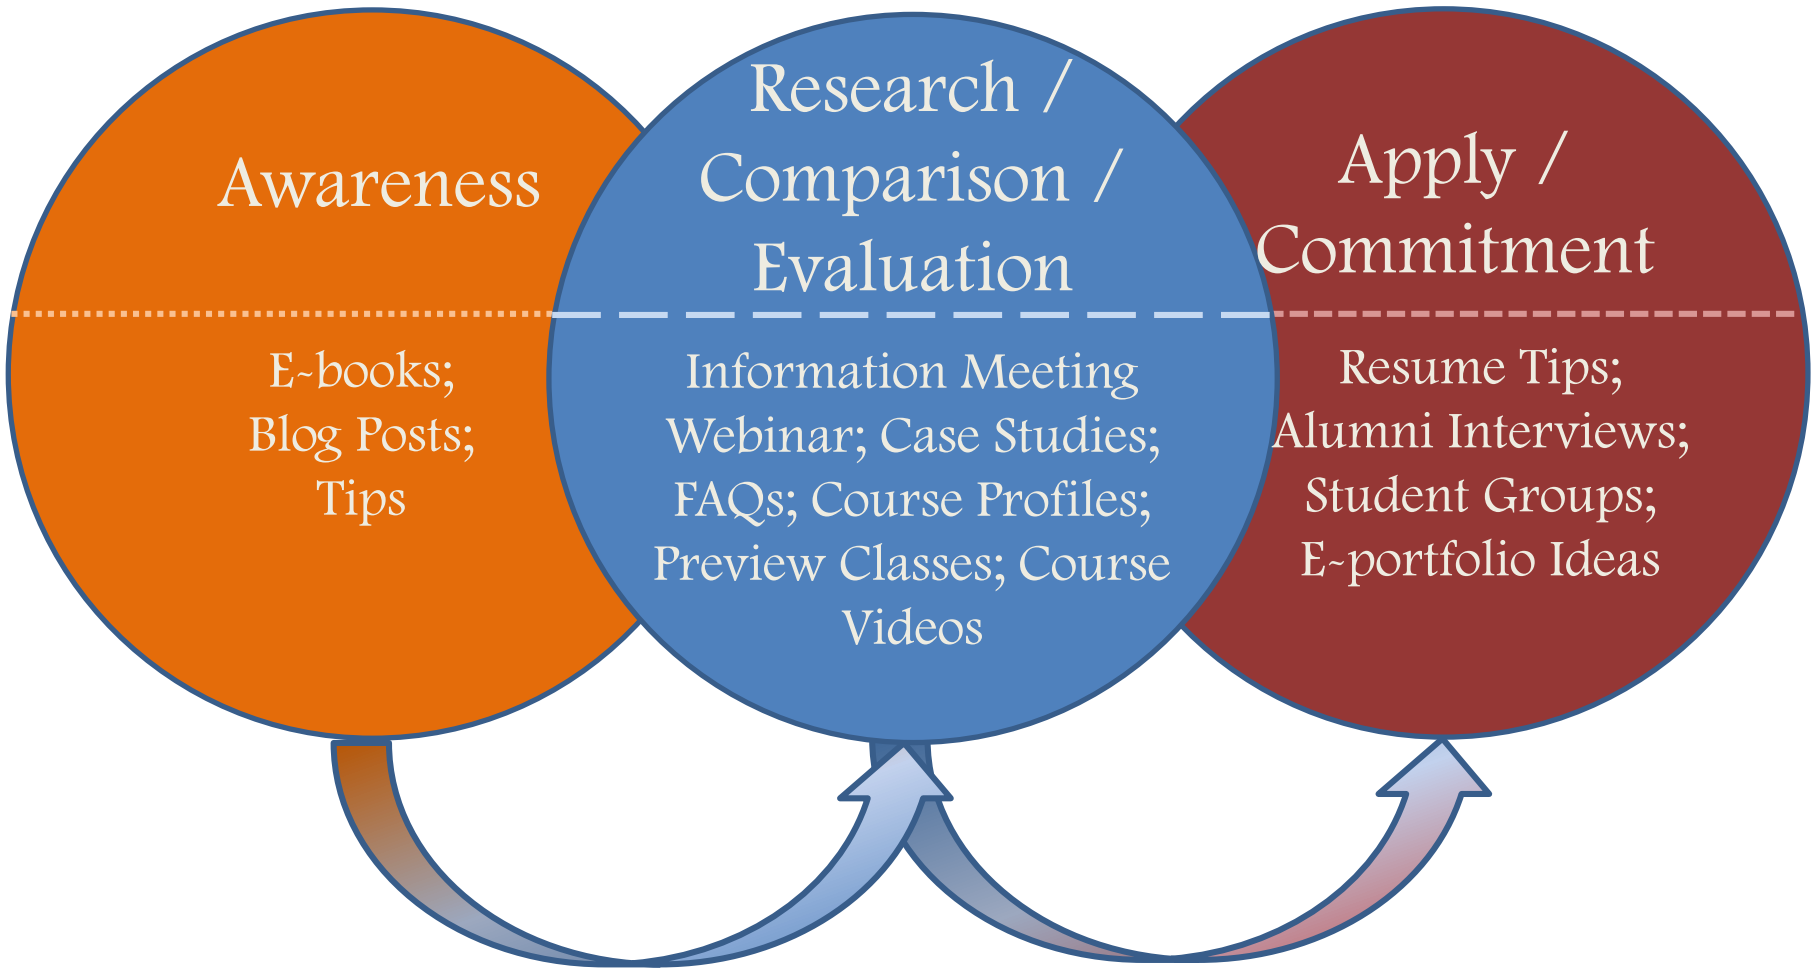 Awareness
E-books;
Blog Posts;
Tips
Research /
Comparison /
Evaluation
Information Meeting
Webinar; Case Studies;
FAQs; Course Profiles;
Preview Classes; Course
Videos
Apply /
Commitment
Resume Tips;
Alumni Interviews;
Student Groups;
E-portfolio Ideas